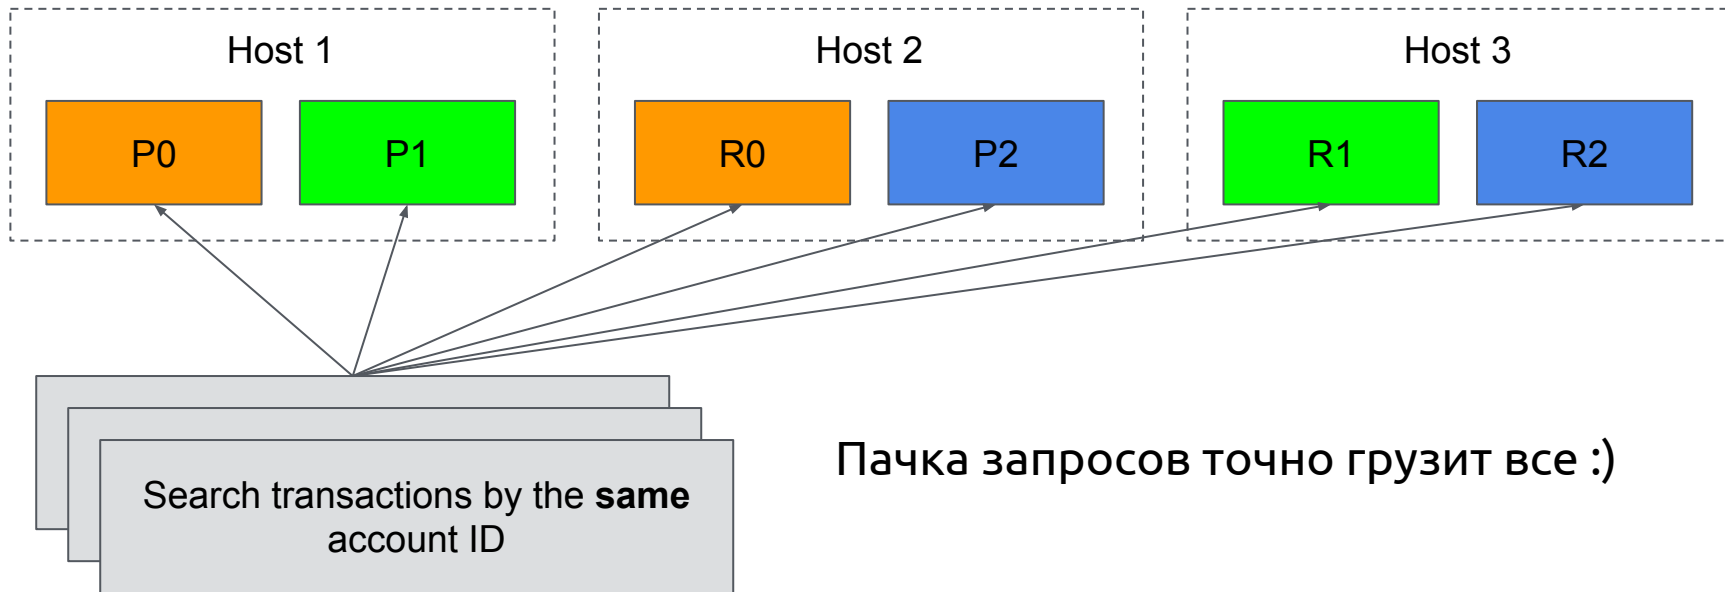 Host 1
Host 2
Host 3
P0
P1
R0
P2
R1
R2
Search transactions by the same
account ID
Пачка запросов точно грузит все :)